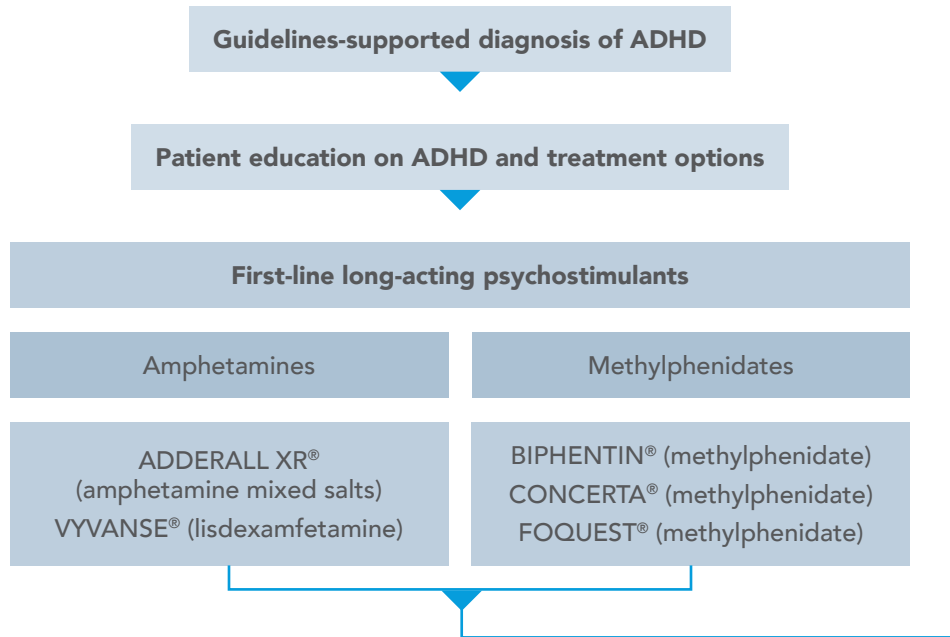 Guidelines-supported diagnosis of ADHD
Patient education on ADHD and treatment options
First-line long-acting psychostimulants
Amphetamines
Methylphenidates
ADDERALL XR®
(amphetamine mixed salts)
VYVANSE® (lisdexamfetamine)
BIPHENTIN® (methylphenidate)
CONCERTA® (methylphenidate)
FOQUEST® (methylphenidate)